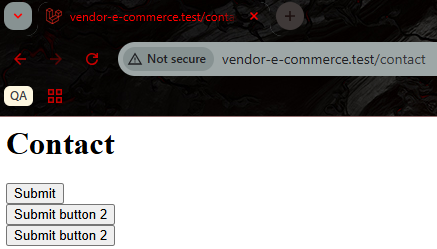 vendor-e-commerce.test/conta
Not secure
vendor-e-commerce.test/contact
QA
Contact
Submit
Submit button 2
Submit button 2